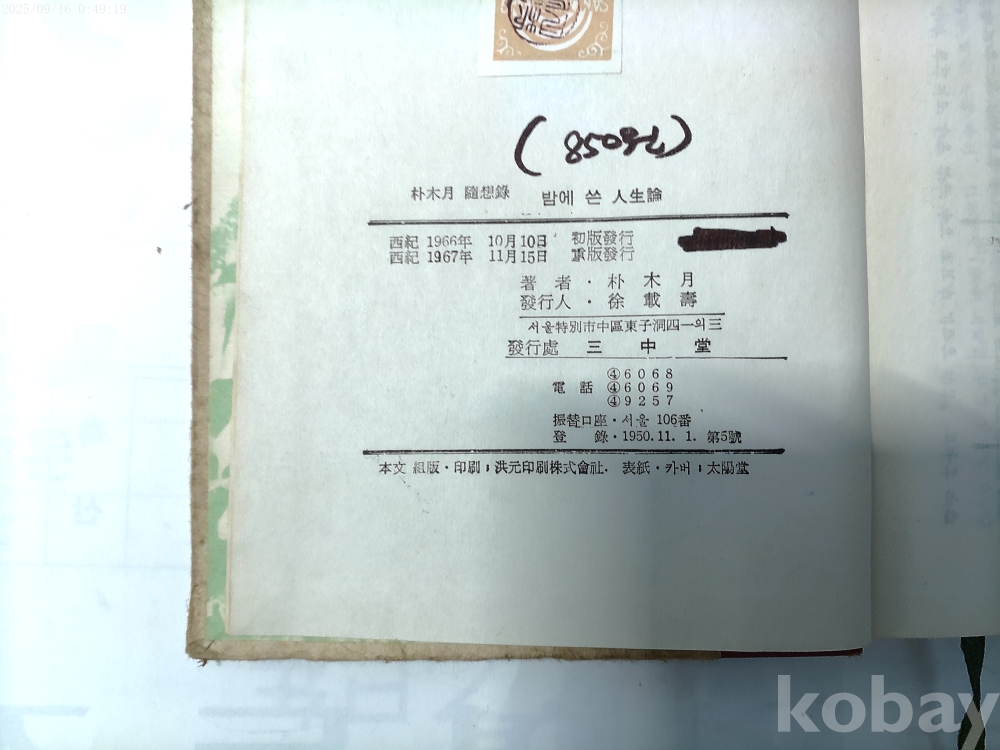 2025/09/16 0:49:19
(850원)
朴木月 隨想錄 밤에 쓴 人生論
西紀 1966年 10月10日 初版發行
西紀 1967年 11月15日 重版發行
著 者 · 朴 木 月
發行人 · 徐 載 壽
서울特別市中區東子洞四一의三
發行處 三 中 堂
④6068
電 話 ④6069
④9257
振替口座 · 서울 106番
登 錄 · 1950. 11. 1. 第5號
本文 組版 · 印刷 ; 洪元印刷株式會社. 表紙 · 카버 ; 太陽堂
kobay